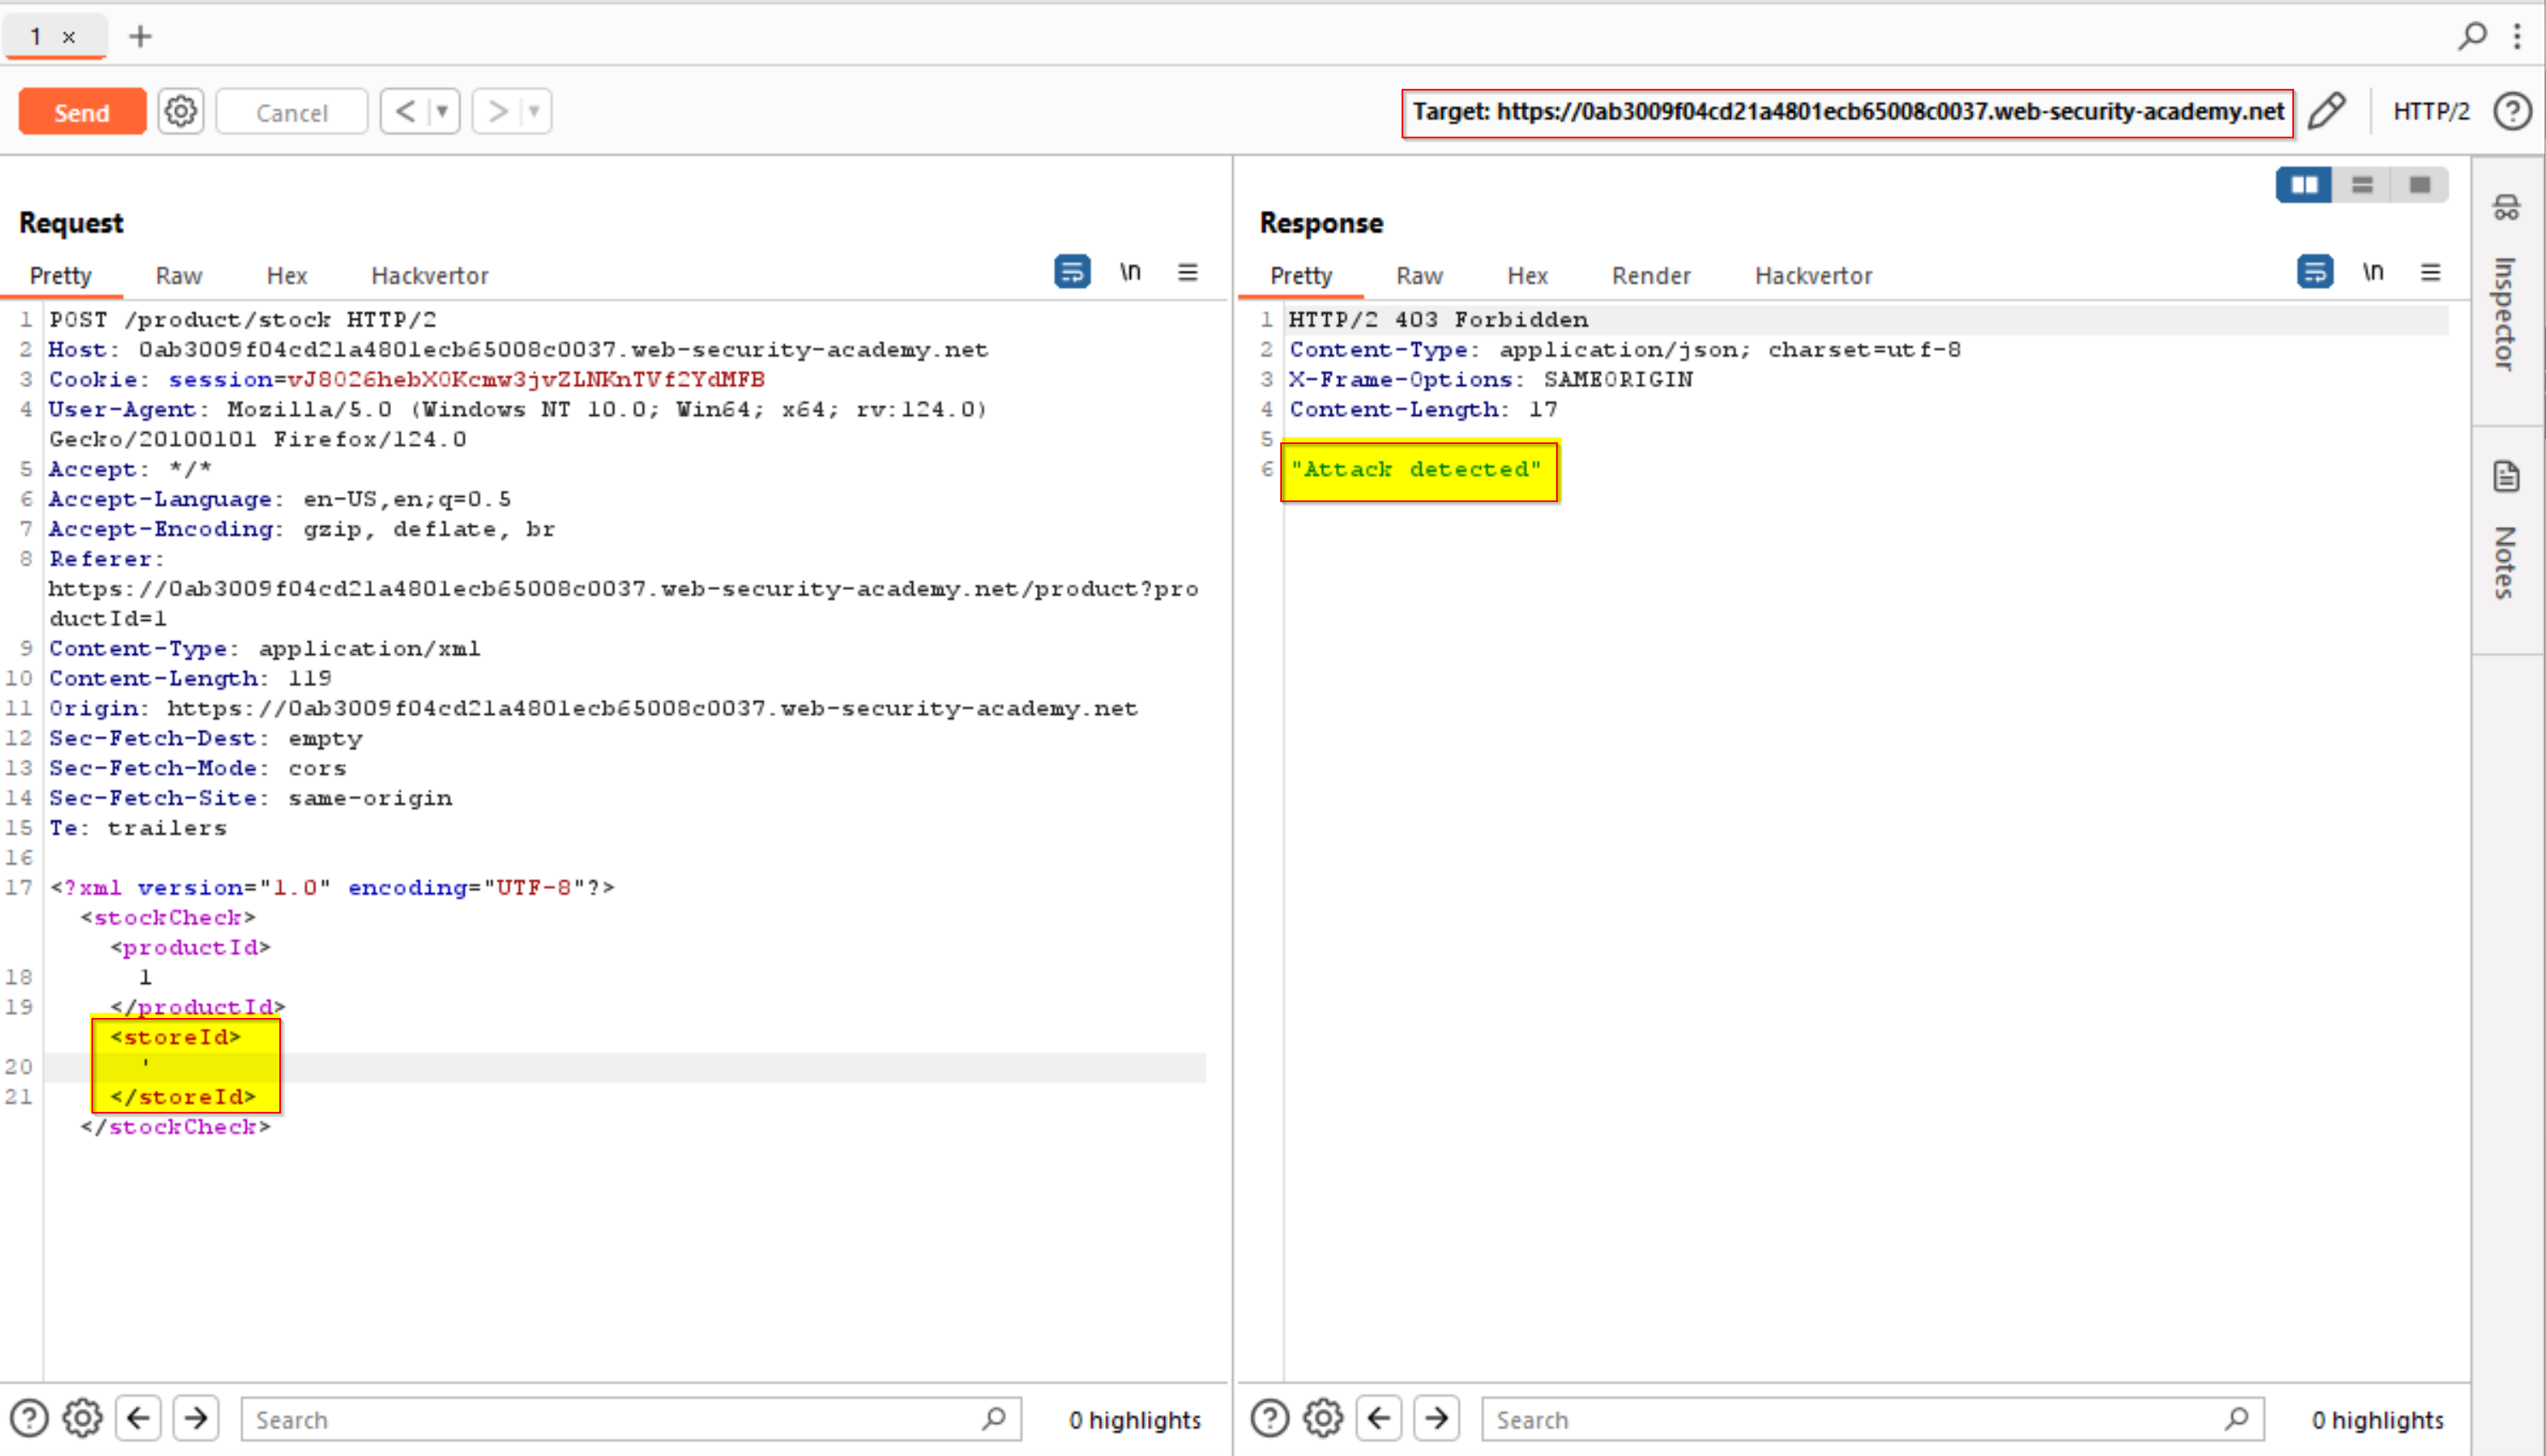 1 × +
Send Cancel < > Target: https://0ab3009f04cd21a4801ecb65008c0037.web-security-academy.net HTTP/2 ?
Request
Pretty Raw Hex Hackvertor \n
1 POST /product/stock HTTP/2
2 Host: 0ab3009f04cd21a4801ecb65008c0037.web-security-academy.net
3 Cookie: session=vJ8026hebX0Kcmw3jvZLNKnTVf2YdMFB
4 User-Agent: Mozilla/5.0 (Windows NT 10.0; Win64; x64; rv:124.0)
Gecko/20100101 Firefox/124.0
5 Accept: */*
6 Accept-Language: en-US,en;q=0.5
7 Accept-Encoding: gzip, deflate, br
8 Referer:
https://0ab3009f04cd21a4801ecb65008c0037.web-security-academy.net/product?pro
ductId=1
9 Content-Type: application/xml
10 Content-Length: 119
11 Origin: https://0ab3009f04cd21a4801ecb65008c0037.web-security-academy.net
12 Sec-Fetch-Dest: empty
13 Sec-Fetch-Mode: cors
14 Sec-Fetch-Site: same-origin
15 Te: trailers
16
17 <?xml version="1.0" encoding="UTF-8"?>
<stockCheck>
<productId>
18 1
19 </productId>
<storeId>
20 '
21 </storeId>
</stockCheck>
? Search 0 highlights
Response
Pretty Raw Hex Render Hackvertor \n
1 HTTP/2 403 Forbidden
2 Content-Type: application/json; charset=utf-8
3 X-Frame-Options: SAMEORIGIN
4 Content-Length: 17
5
6 "Attack detected"
? Search 0 highlights
Inspector
Notes